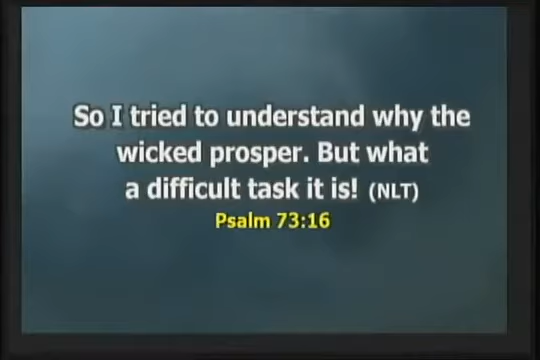 So I tried to understand why the
wicked prosper. But what
a difficult task it is! (NLT)
Psalm 73:16